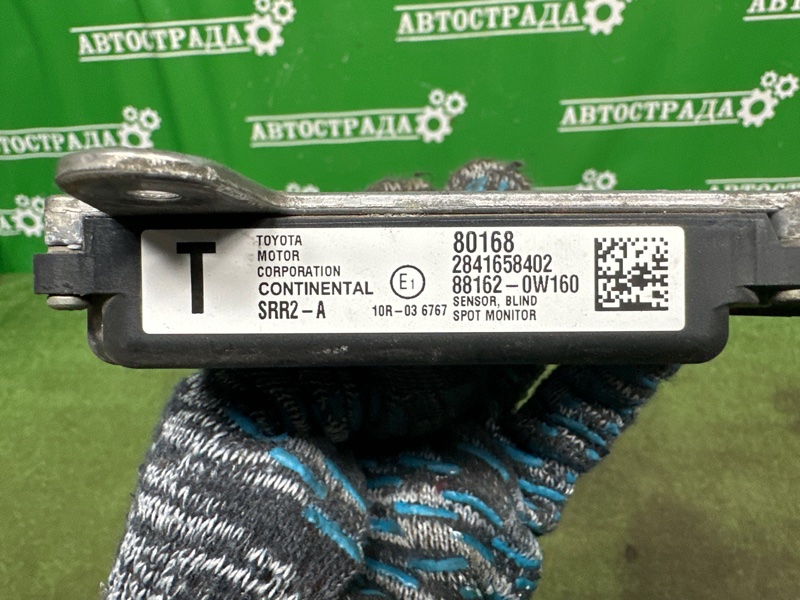 АВТОСТРАДА
АВТОСТРАДА
АВТОСТРАДА
АВТОСТРАДА
АВТОСТРАДА
T
TOYOTA
MOTOR
CORPORATION
CONTINENTAL
SRR2-A
E1
10R-03 6767
80168
2841658402
88162-0W160
SENSOR, BLIND
SPOT MONITOR